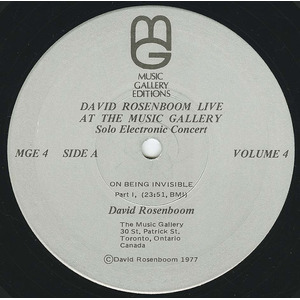 MG
MUSIC
GALLERY
EDITIONS
DAVID ROSENBOOM LIVE
AT THE MUSIC GALLERY
Solo Electronic Concert
MGE 4 SIDE A VOLUME 4
ON BEING INVISIBLE
Part I, (23:51, BMI)
David Rosenboom
The Music Gallery
30 St. Patrick St.
Toronto, Ontario
Canada
©David Rosenboom 1977